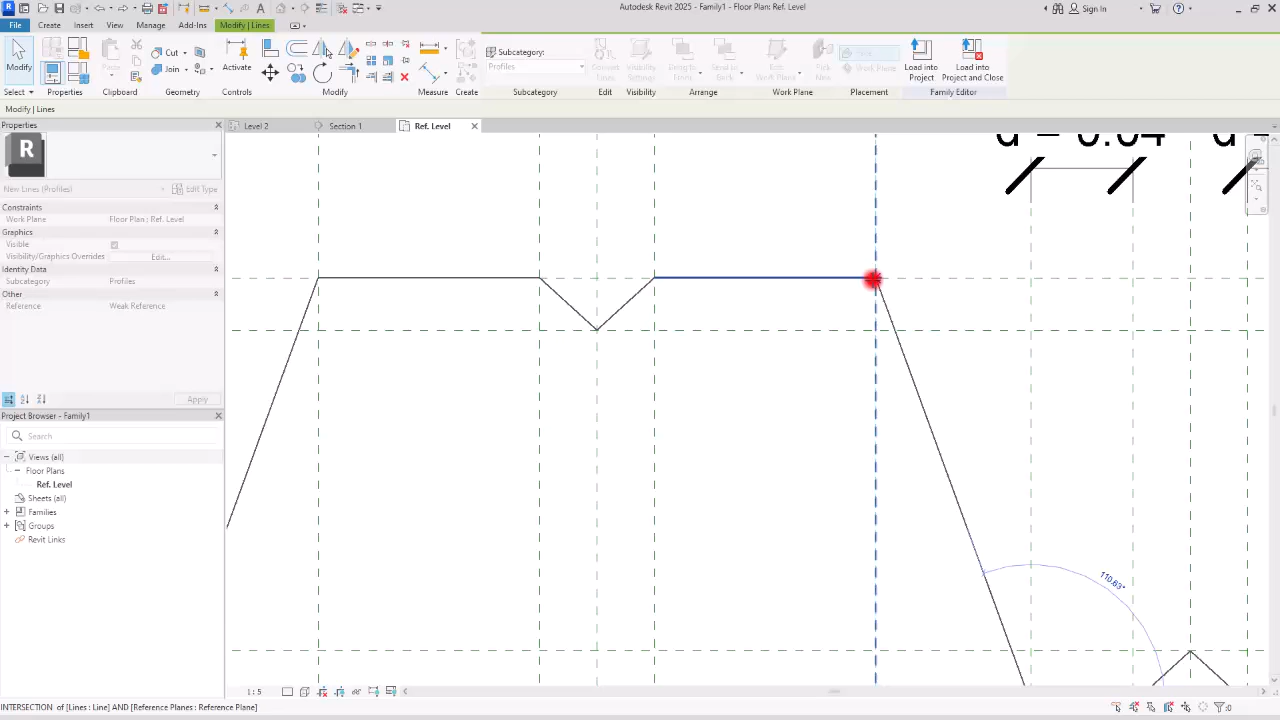 Autodesk Revit 2025 - Family1 - Floor Plan: Ref. Level
Sign In
File Create Insert View Manage Add-Ins Modify | Lines
Modify
Cut
Activate
Subcategory:
Profiles
Load into
Project
Load into
Project and Close
Select Properties Clipboard Geometry Controls Modify Measure Create Subcategory Edit Visibility Arrange Work Plane Placement Family Editor
Modify | Lines
Properties
Level 2
Section 1
Ref. Level
R
New Lines (Profiles)
Edit Type
Constraints
Work Plane Floor Plan : Ref. Level
Graphics
Visible
Visibility/Graphics Overrides Edit...
Identity Data
Subcategory Profiles
Other
Reference Weak Reference
Apply
Project Browser - Family1
Search
Views (all)
Floor Plans
Ref. Level
Sheets (all)
Families
Groups
Revit Links
110.63°
1 : 5
INTERSECTION of [Lines : Line] AND [Reference Planes : Reference Plane]
:0